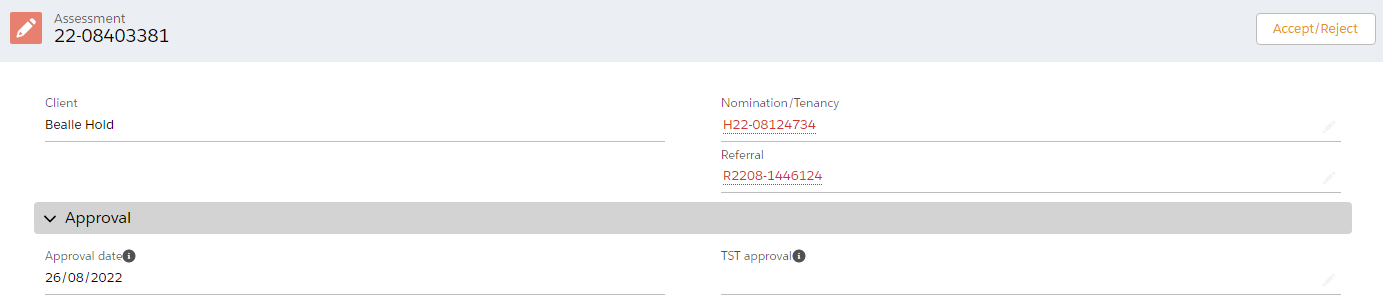 Assessment
22-08403381
Accept/Reject
Client
Bealle Hold
Nomination/Tenancy
H22-08124734
Referral
R2208-1446124
Approval
Approval date
26/08/2022
TST approval